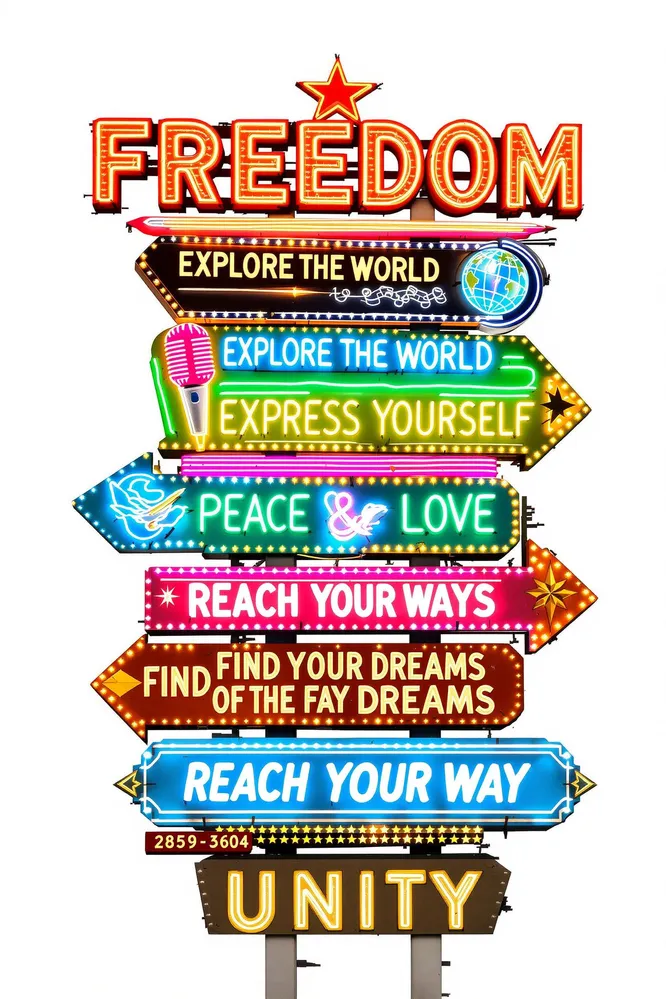 FREEDOM
EXPLORE THE WORLD
EXPLORE THE WORLD
EXPRESS YOURSELF
PEACE & LOVE
REACH YOUR WAYS
FIND FIND YOUR DREAMS
OF THE FAY DREAMS
REACH YOUR WAY
2859-3604
UNITY